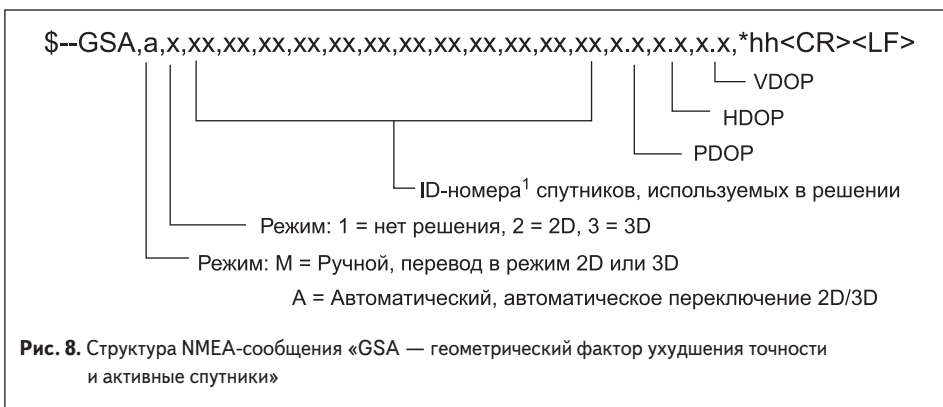 $--GSA,a,x,xx,xx,xx,xx,xx,xx,xx,xx,xx,xx,xx,xx,x.x,x.x,x.x,*hh<CR><LF>
VDOP
HDOP
PDOP
ID-номера1 спутников, используемых в решении
Режим: 1 = нет решения, 2 = 2D, 3 = 3D
Режим: M = Ручной, перевод в режим 2D или 3D
A = Автоматический, автоматическое переключение 2D/3D
Рис. 8. Структура NMEA-сообщения «GSA — геометрический фактор ухудшения точности
и активные спутники»